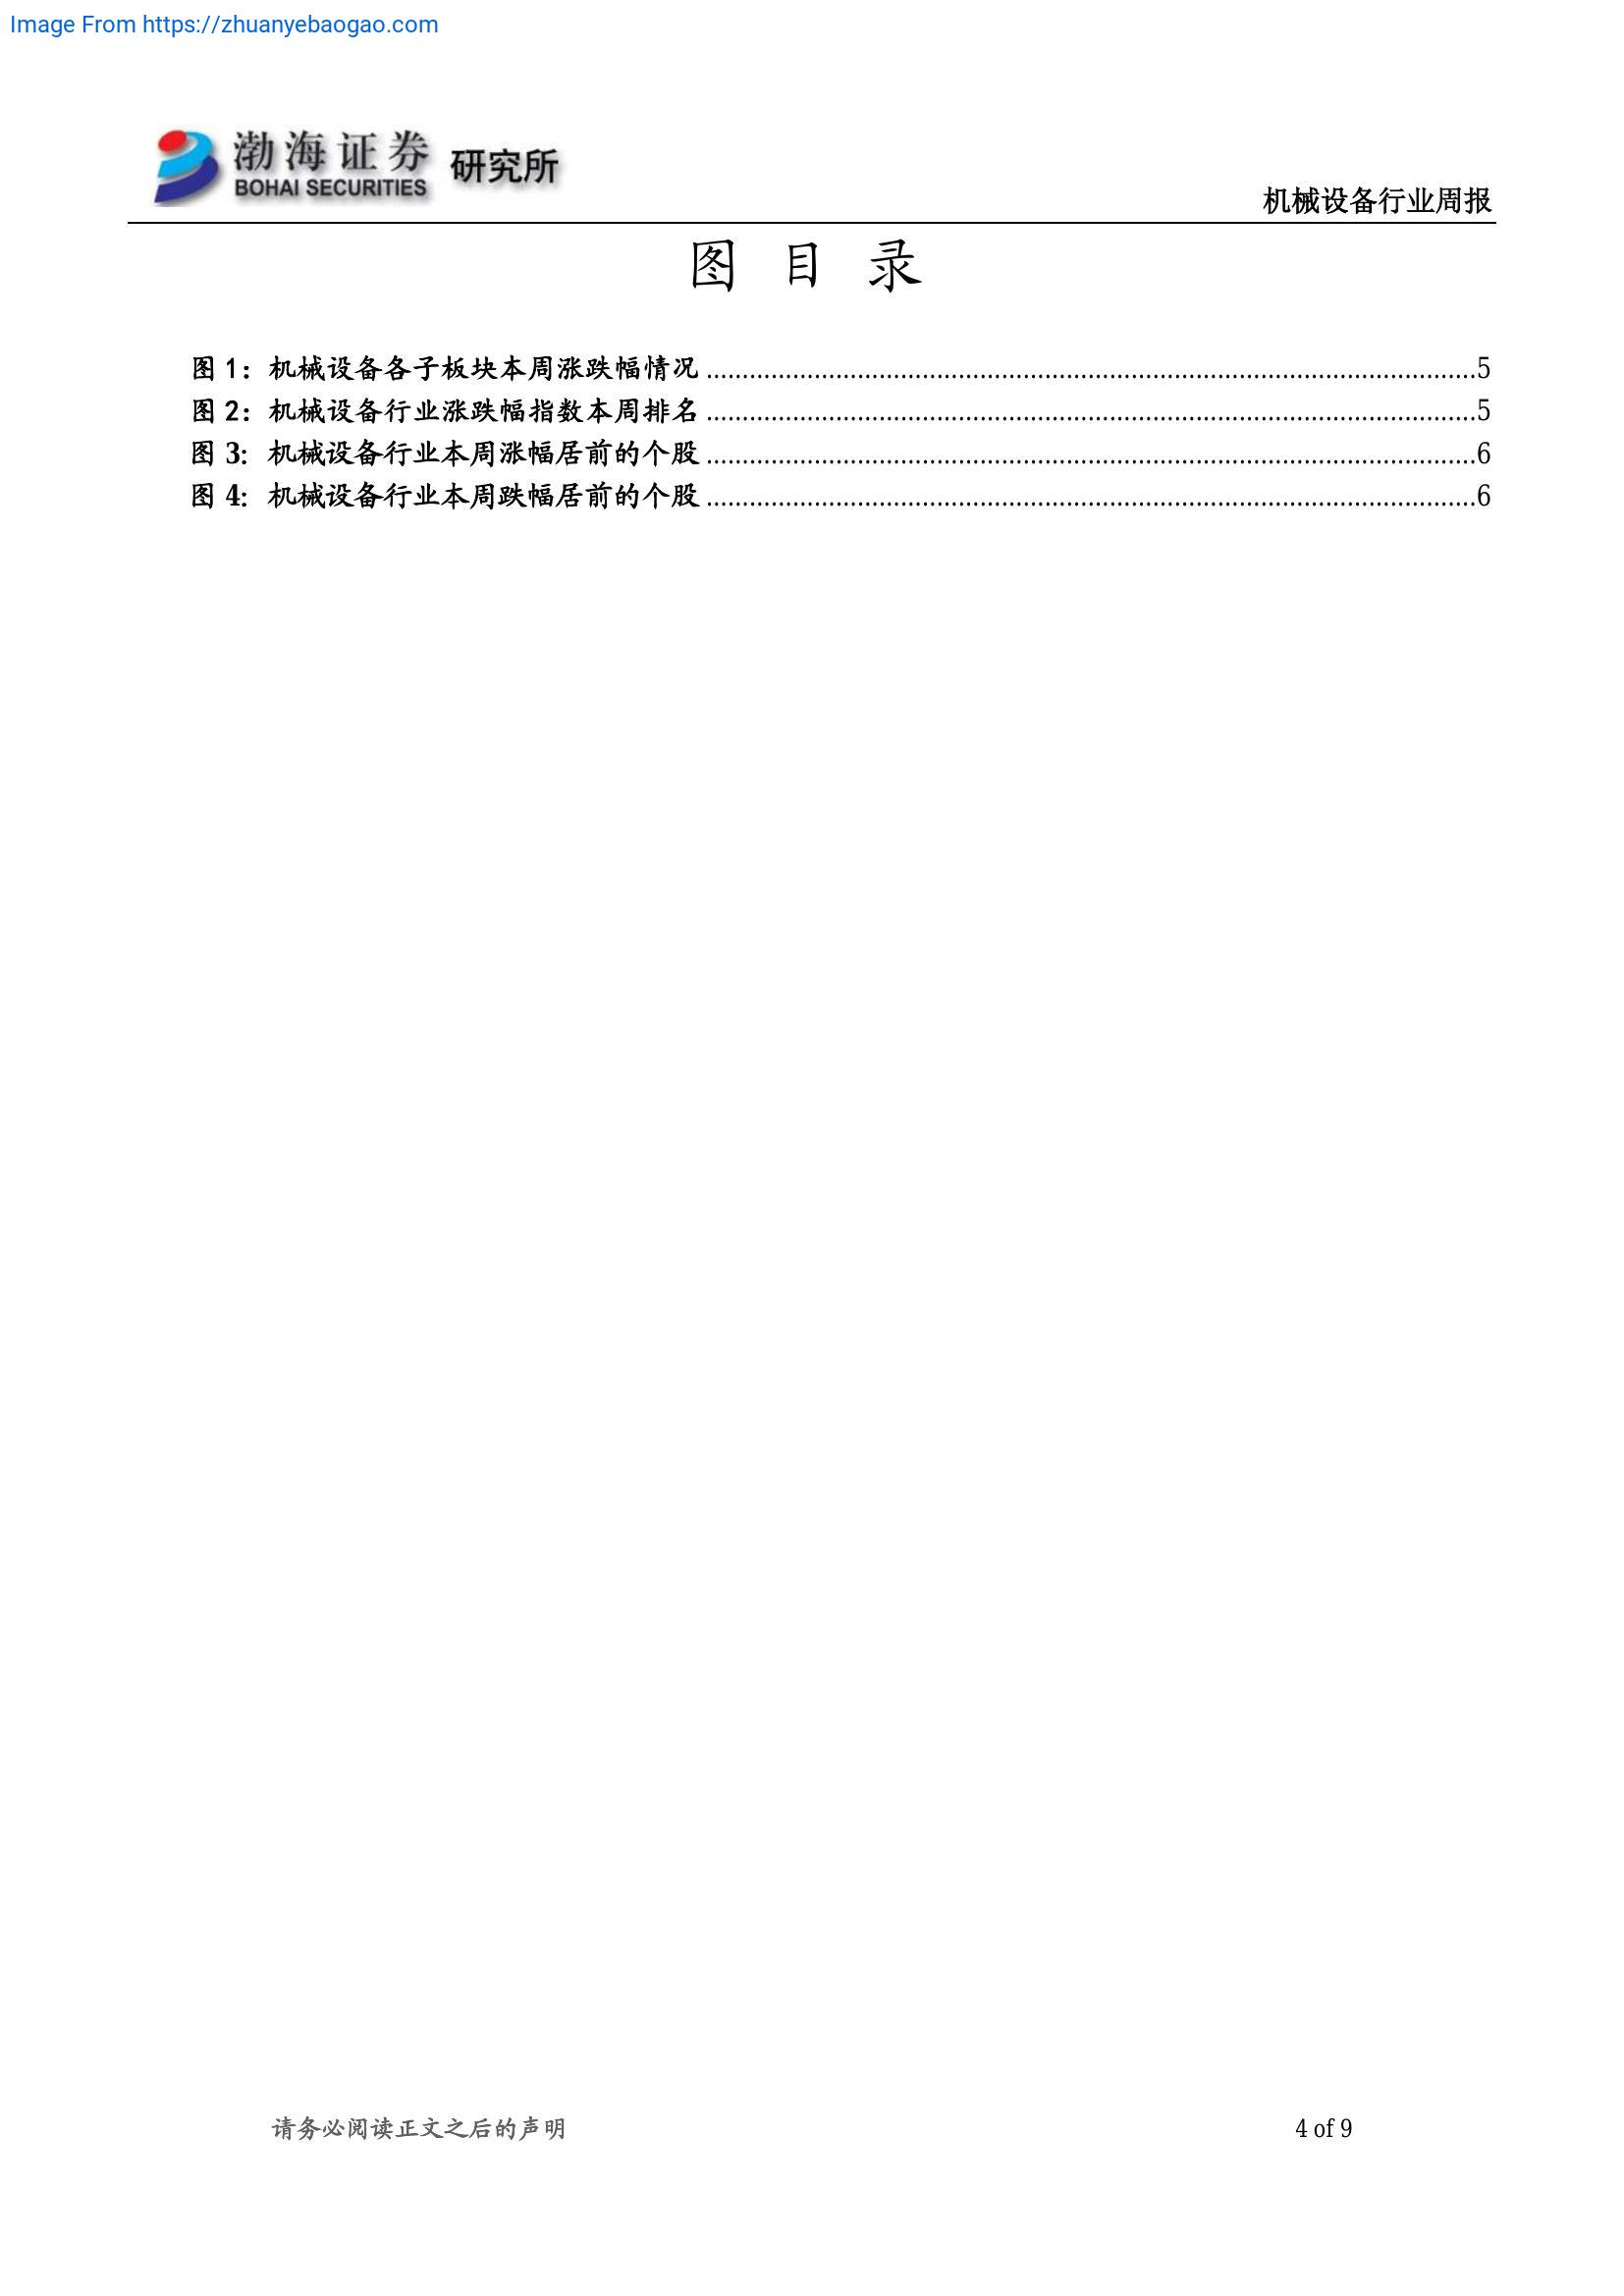 Image From https://zhuanyebaogao.com
渤海证券 研究所
BOHAI SECURITIES
机械设备行业周报
图 目 录
图 1：机械设备各子板块本周涨跌幅情况........................................5
图 2：机械设备行业涨跌幅指数本周排名........................................5
图 3：机械设备行业本周涨幅居前的个股........................................6
图 4：机械设备行业本周跌幅居前的个股........................................6
请务必阅读正文之后的声明
4 of 9